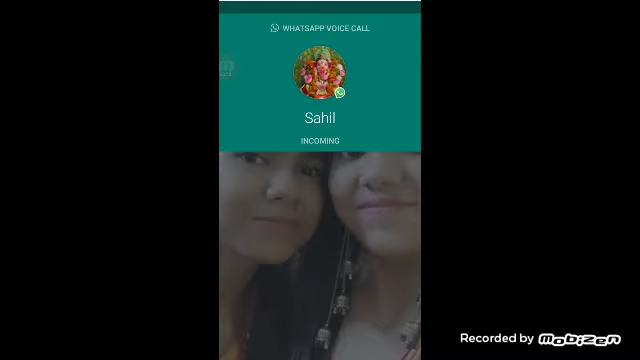 WHATSAPP VOICE CALL
Sahil
INCOMING
Recorded by MOBIZEN